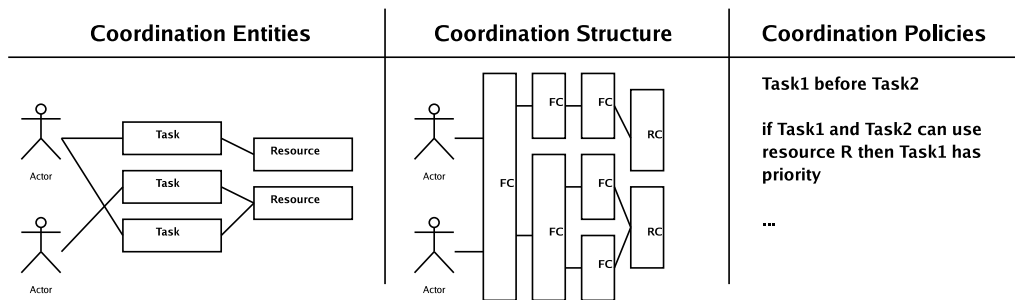 Coordination Entities
Task
Resource
Actor
Task
Resource
Task
Actor
Coordination Structure
FC
FC
RC
Actor
FC
FC
FC
RC
FC
Actor
Coordination Policies
Task1 before Task2
if Task1 and Task2 can use
resource R then Task1 has
priority
...